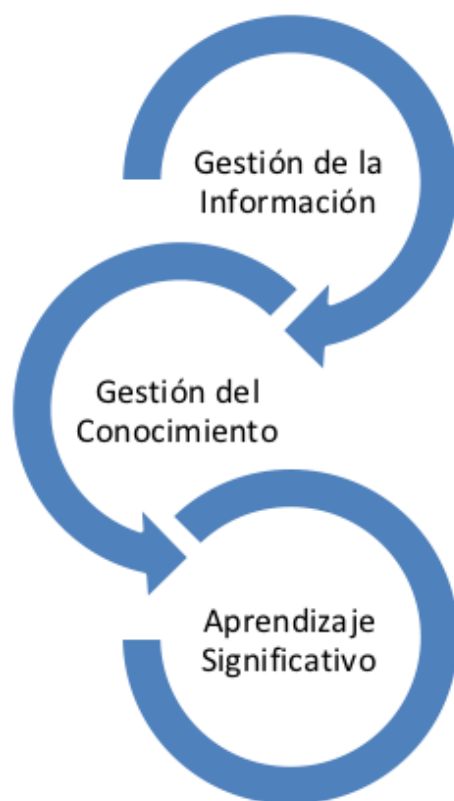 Gestión de la
Información
Gestión del
Conocimiento
Aprendizaje
Significativo